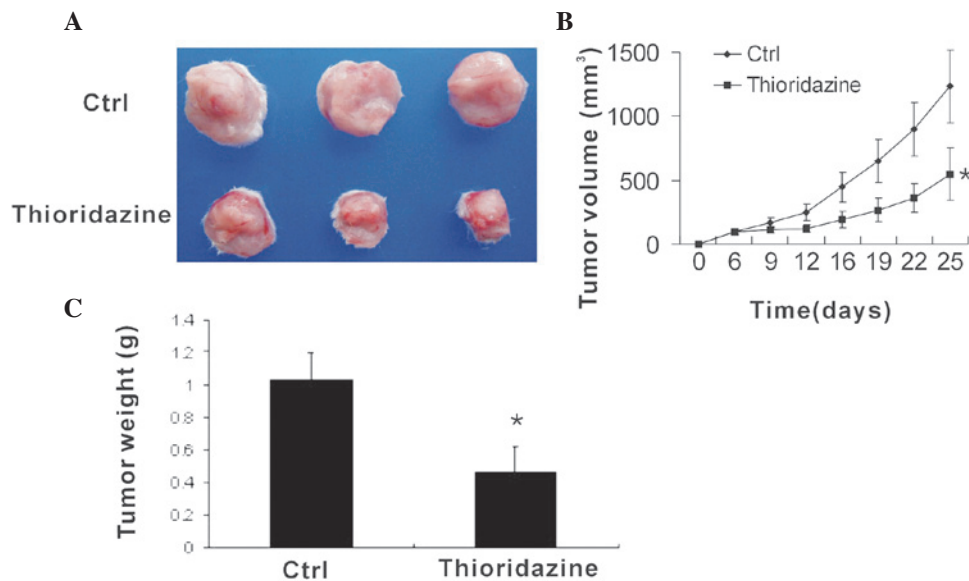 A
Ctrl
Thioridazine
B
Ctrl
Thioridazine
Tumor volume (mm³)
1500
1000
500
0
*
0 6 9 12 16 19 22 25
Time(days)
C
Tumor weight (g)
1.4
1.2
1
0.8
0.6
0.4
0.2
0
*
Ctrl
Thioridazine